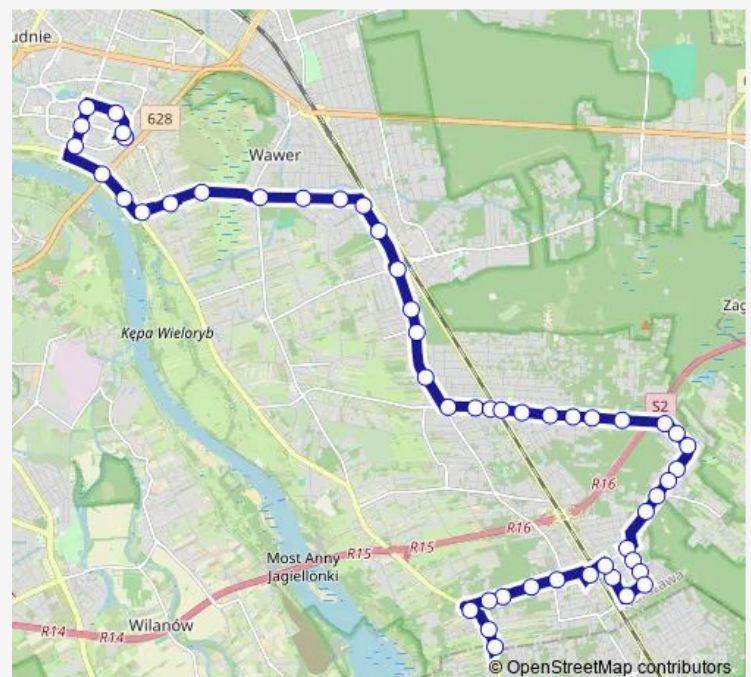 udnie
628
Wawer
Kępa Wieloryb
Zag
S2
R16
R16
Most Anny
Jagiellonki
R15
R15
Wilanów
R14
R14
© OpenStreetMap contributors